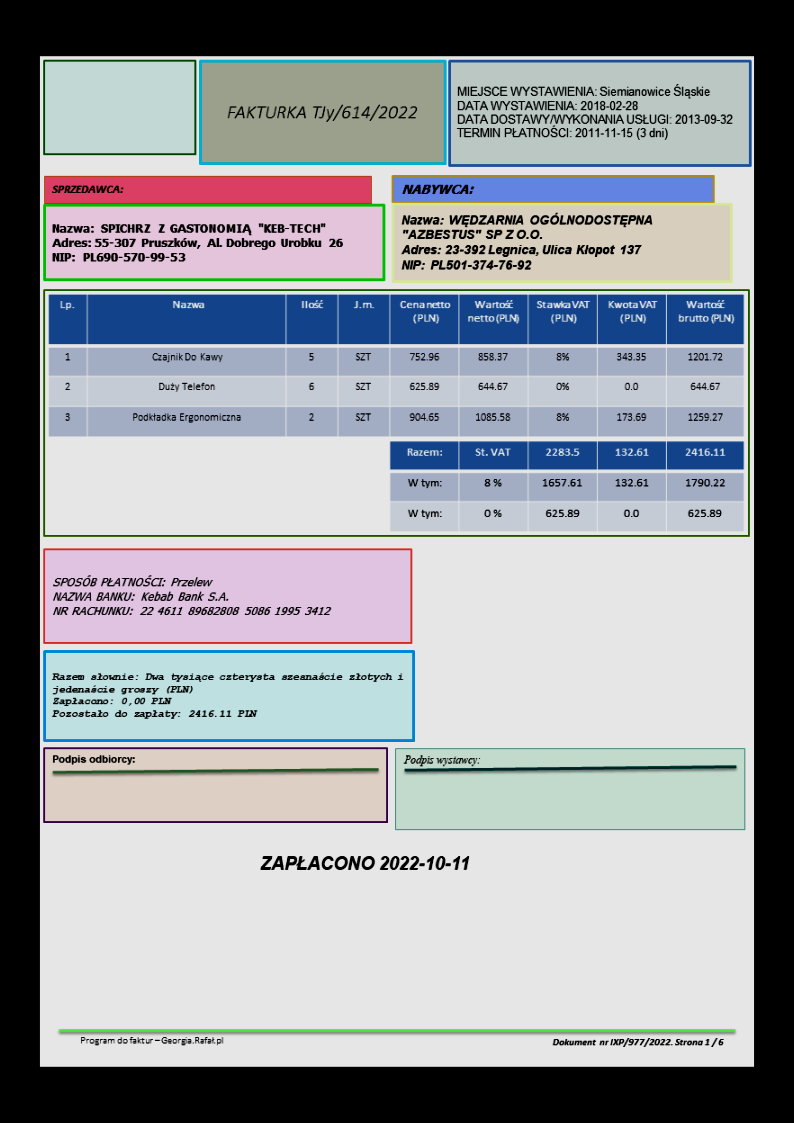 FAKTURKA TJy/614/2022
MIEJSCE WYSTAWIENIA: Siemianowice Śląskie
DATA WYSTAWIENIA: 2018-02-28
DATA DOSTAWY/WYKONANIA USŁUGI: 2013-09-32
TERMIN PŁATNOŚCI: 2011-11-15 (3 dni)
SPRZEDAWCA:
Nazwa: SPICHRZ Z GASTONOMIĄ "KEB-TECH"
Adres: 55-307 Pruszków, Al. Dobrego Urobku 26
NIP: PL690-570-99-53
NABYWCA:
Nazwa: WĘDZARNIA OGÓLNODOSTĘPNA
"AZBESTUS" SP Z O.O.
Adres: 23-392 Legnica, Ulica Kłopot 137
NIP: PL501-374-76-92
Lp. Nazwa Ilość J.m. Cena netto (PLN) Wartość netto (PLN) Stawka VAT (PLN) Kwota VAT (PLN) Wartość brutto (PLN)
1 Czajnik Do Kawy 5 SZT 752.96 858.37 8% 343.35 1201.72
2 Duży Telefon 6 SZT 625.89 644.67 0% 0.0 644.67
3 Podkładka Ergonomiczna 2 SZT 904.65 1085.58 8% 173.69 1259.27
Razem: St. VAT 2283.5 132.61 2416.11
W tym: 8 % 1657.61 132.61 1790.22
W tym: 0 % 625.89 0.0 625.89
SPOSÓB PŁATNOŚCI: Przelew
NAZWA BANKU: Kebab Bank S.A.
NR RACHUNKU: 22 4611 89682808 5086 1995 3412
Razem słownie: Dwa tysiące czterysta szesnaście złotych i
jedenaście groszy (PLN)
Zapłacono: 0,00 PLN
Pozostało do zapłaty: 2416.11 PLN
Podpis odbiorcy:
Podpis wystawcy:
ZAPŁACONO 2022-10-11
Program do faktur – Georgia.Rafał.pl
Dokument nr IXP/977/2022. Strona 1 / 6